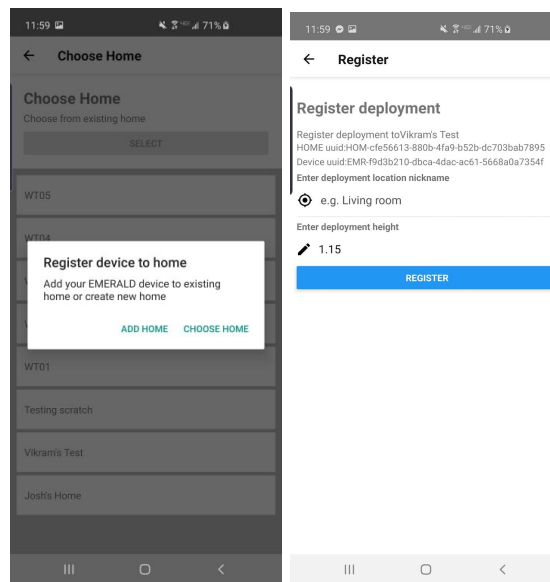 11:59
71%
Choose Home
Choose Home
Choose from existing home
SELECT
WT05
WT04
Register device to home
Add your EMERALD device to existing
home or create new home
ADD HOME CHOOSE HOME
WT01
Testing scratch
Vikram's Test
Josh's Home
11:59
71%
Register
Register deployment
Register deployment toVikram's Test
HOME uuid:HOM-cfe56613-880b-4fa9-b52b-dc703bab7895
Device uuid:EMR-f9d3b210-dbca-4dac-ac61-5668a0a7354f
Enter deployment location nickname
e.g. Living room
Enter deployment height
1.15
REGISTER